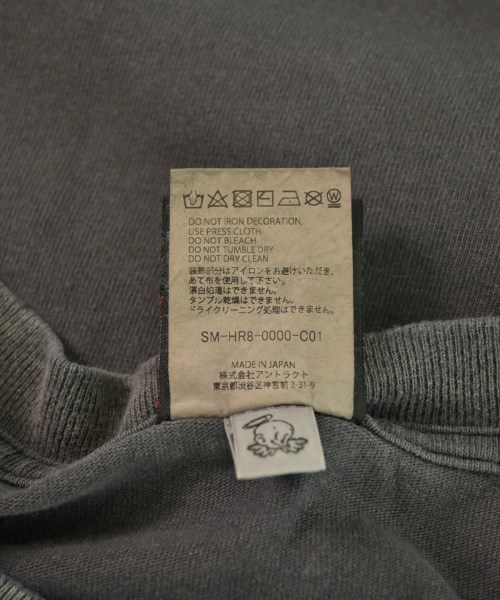 DO NOT IRON DECORATION,
USE PRESS CLOTH
DO NOT BLEACH
DO NOT TUMBLE DRY
DO NOT DRY CLEAN
装飾部分はアイロンをお避けいただき、
あて布を使用して下さい。
漂白処理はできません。
タンブル乾燥はできません。
ドライクリーニング処理はできません。
SM-HR8-0000-C01
MADE IN JAPAN
株式会社アントラクト
東京都渋谷区神宮前 2-31-9